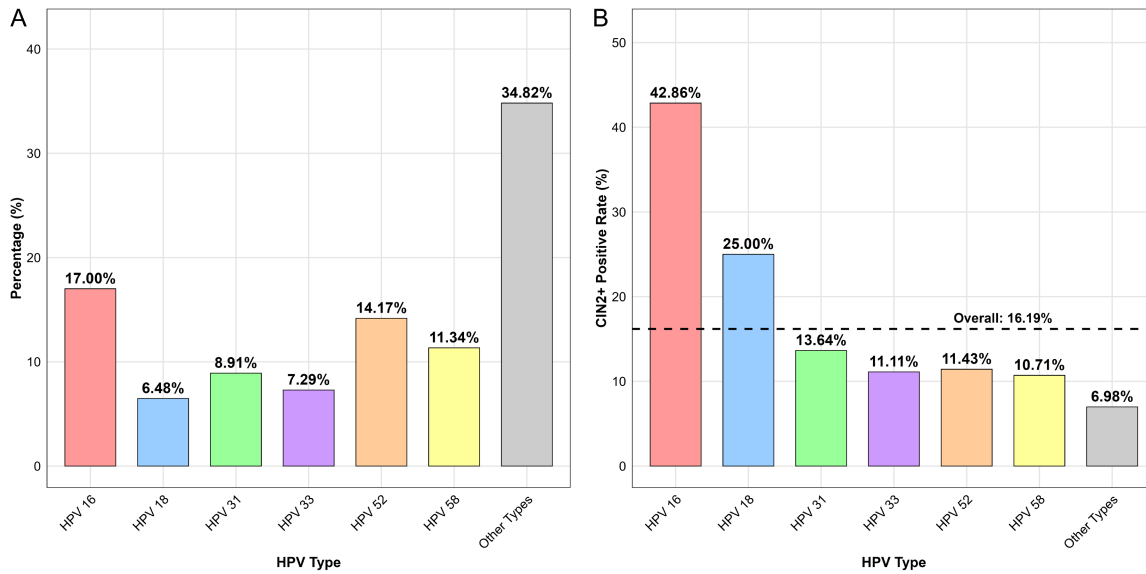 A
Percentage (%)
40
30
20
10
0
17.00%
6.48%
8.91%
7.29%
14.17%
11.34%
34.82%
HPV 16
HPV 18
HPV 31
HPV 33
HPV 52
HPV 58
Other Types
HPV Type
B
CIN2+ Positive Rate (%)
50
40
30
20
10
0
42.86%
25.00%
Overall: 16.19%
13.64%
11.11%
11.43%
10.71%
6.98%
HPV 16
HPV 18
HPV 31
HPV 33
HPV 52
HPV 58
Other Types
HPV Type